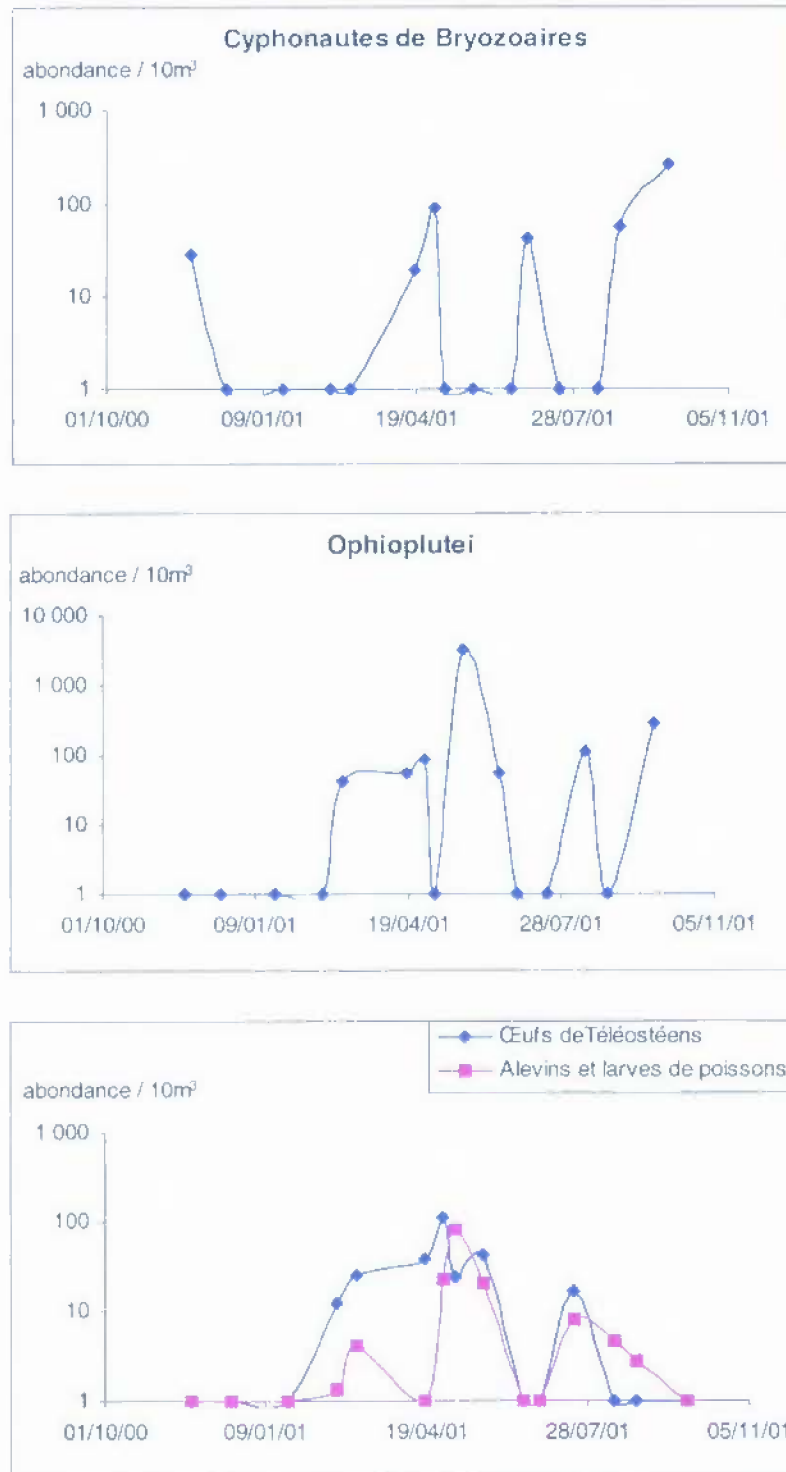 Cyphonautes de Bryozoaires
abondance / 10m³
1 000
100
10
1
01/10/00 09/01/01 19/04/01 28/07/01 05/11/01
Ophioplutei
abondance / 10m³
10 000
1 000
100
10
1
01/10/00 09/01/01 19/04/01 28/07/01 05/11/01
Œufs de Téléostéens
Alevins et larves de poissons
abondance / 10m³
1 000
100
10
1
01/10/00 09/01/01 19/04/01 28/07/01 05/11/01